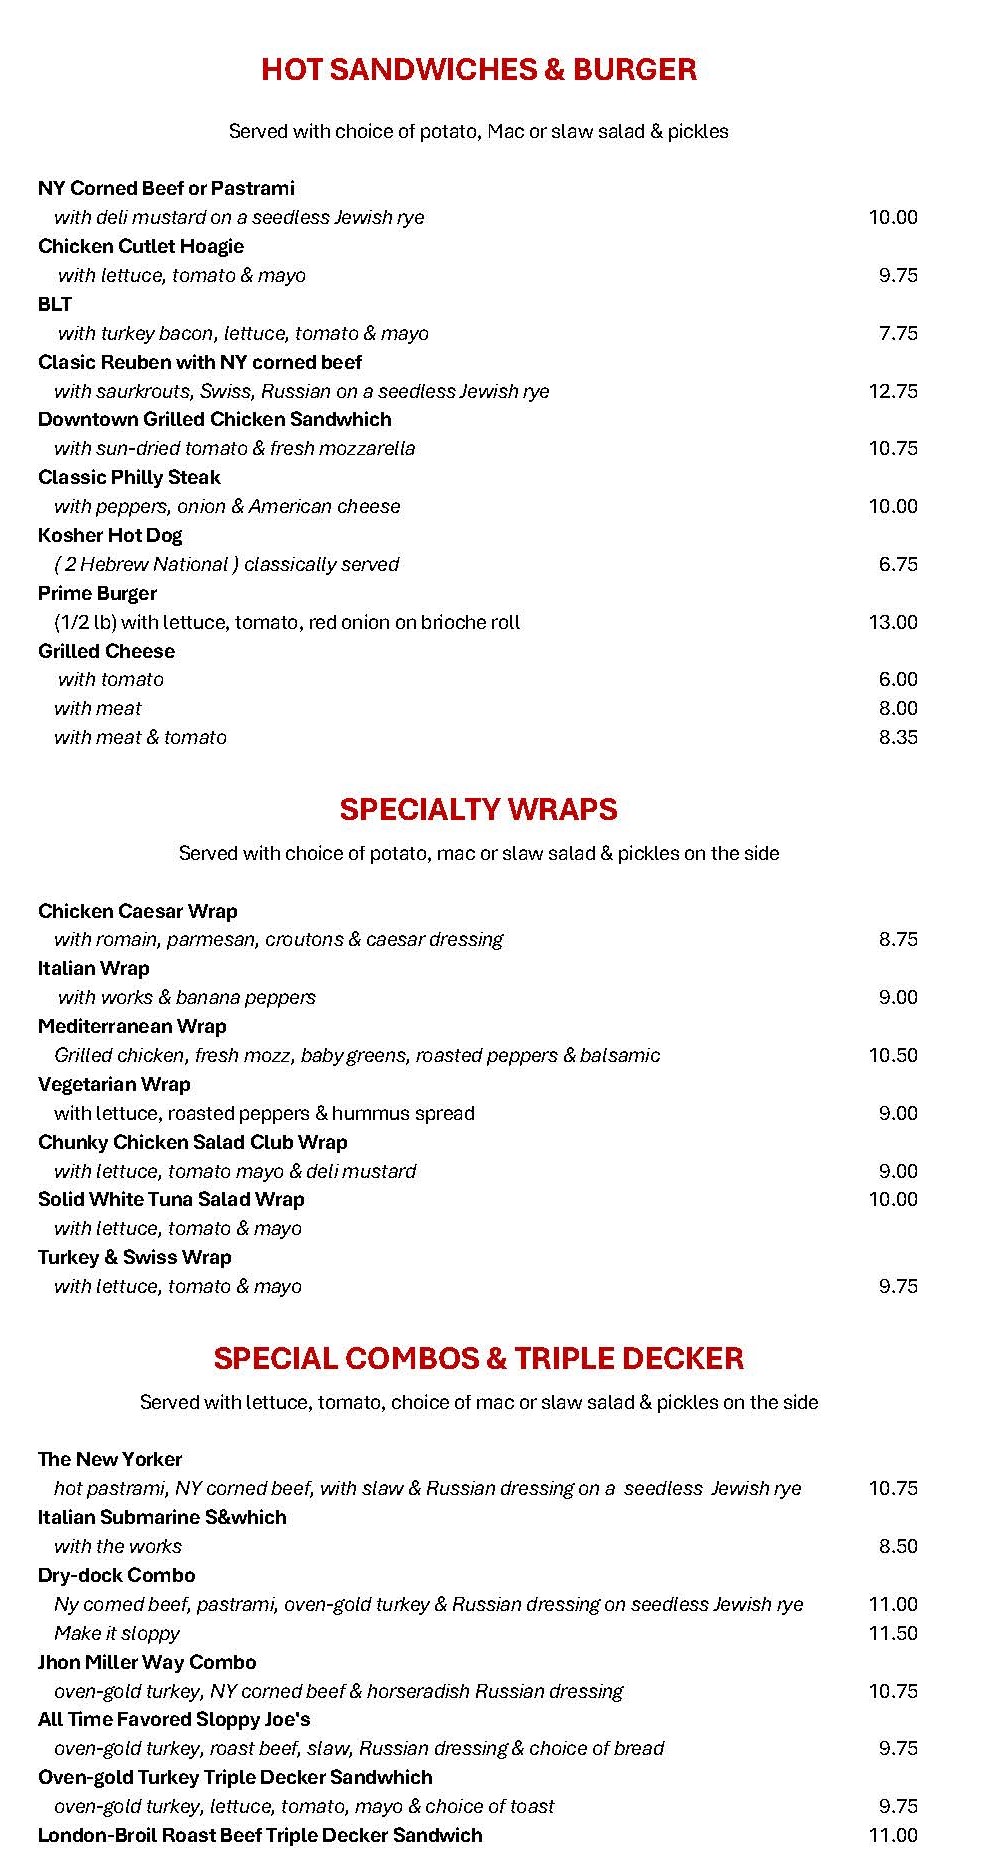 HOT SANDWICHES & BURGER
Served with choice of potato, Mac or slaw salad & pickles
NY Corned Beef or Pastrami
with deli mustard on a seedless Jewish rye 10.00
Chicken Cutlet Hoagie
with lettuce, tomato & mayo 9.75
BLT
with turkey bacon, lettuce, tomato & mayo 7.75
Clasic Reuben with NY corned beef
with saurkrouts, Swiss, Russian on a seedless Jewish rye 12.75
Downtown Grilled Chicken Sandwhich
with sun-dried tomato & fresh mozzarella 10.75
Classic Philly Steak
with peppers, onion & American cheese 10.00
Kosher Hot Dog
( 2 Hebrew National ) classically served 6.75
Prime Burger
(1/2 lb) with lettuce, tomato, red onion on brioche roll 13.00
Grilled Cheese
with tomato 6.00
with meat 8.00
with meat & tomato 8.35
SPECIALTY WRAPS
Served with choice of potato, mac or slaw salad & pickles on the side
Chicken Caesar Wrap
with romain, parmesan, croutons & caesar dressing 8.75
Italian Wrap
with works & banana peppers 9.00
Mediterranean Wrap
Grilled chicken, fresh mozz, baby greens, roasted peppers & balsamic 10.50
Vegetarian Wrap
with lettuce, roasted peppers & hummus spread 9.00
Chunky Chicken Salad Club Wrap
with lettuce, tomato mayo & deli mustard 9.00
Solid White Tuna Salad Wrap 10.00
with lettuce, tomato & mayo
Turkey & Swiss Wrap
with lettuce, tomato & mayo 9.75
SPECIAL COMBOS & TRIPLE DECKER
Served with lettuce, tomato, choice of mac or slaw salad & pickles on the side
The New Yorker
hot pastrami, NY corned beef, with slaw & Russian dressing on a seedless Jewish rye 10.75
Italian Submarine S&which
with the works 8.50
Dry-dock Combo
Ny corned beef, pastrami, oven-gold turkey & Russian dressing on seedless Jewish rye 11.00
Make it sloppy 11.50
Jhon Miller Way Combo
oven-gold turkey, NY corned beef & horseradish Russian dressing 10.75
All Time Favored Sloppy Joe's
oven-gold turkey, roast beef, slaw, Russian dressing & choice of bread 9.75
Oven-gold Turkey Triple Decker Sandwhich
oven-gold turkey, lettuce, tomato, mayo & choice of toast 9.75
London-Broil Roast Beef Triple Decker Sandwich 11.00